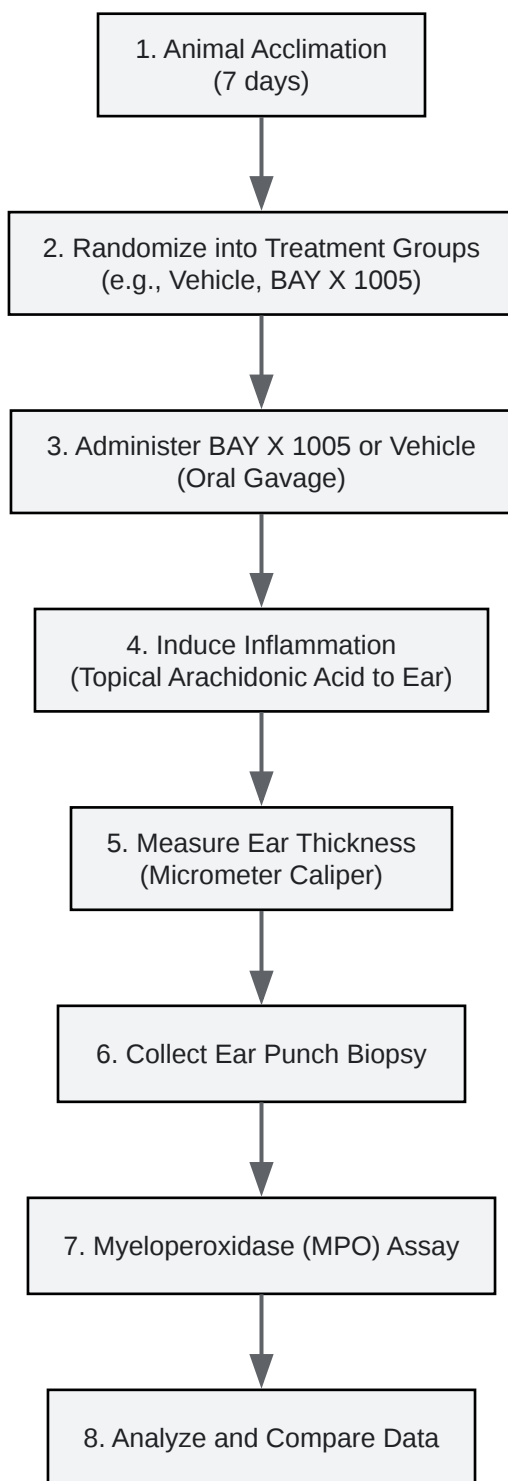 1. Animal Acclimation
(7 days)
2. Randomize into Treatment Groups
(e.g., Vehicle, BAY X 1005)
3. Administer BAY X 1005 or Vehicle
(Oral Gavage)
4. Induce Inflammation
(Topical Arachidonic Acid to Ear)
5. Measure Ear Thickness
(Micrometer Caliper)
6. Collect Ear Punch Biopsy
7. Myeloperoxidase (MPO) Assay
8. Analyze and Compare Data